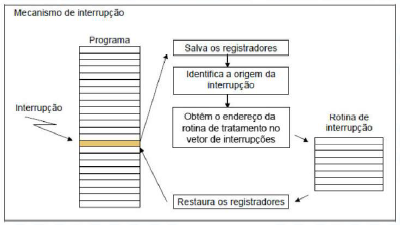 Mecanismo de interrupção
Programa
Salva os registradores
Identifica a origem da
interrupção
Interrupção
Obtêm o endereço da
rotina de tratamento no
vetor de interrupções
Rotina de
interrupção
Restaura os registradores